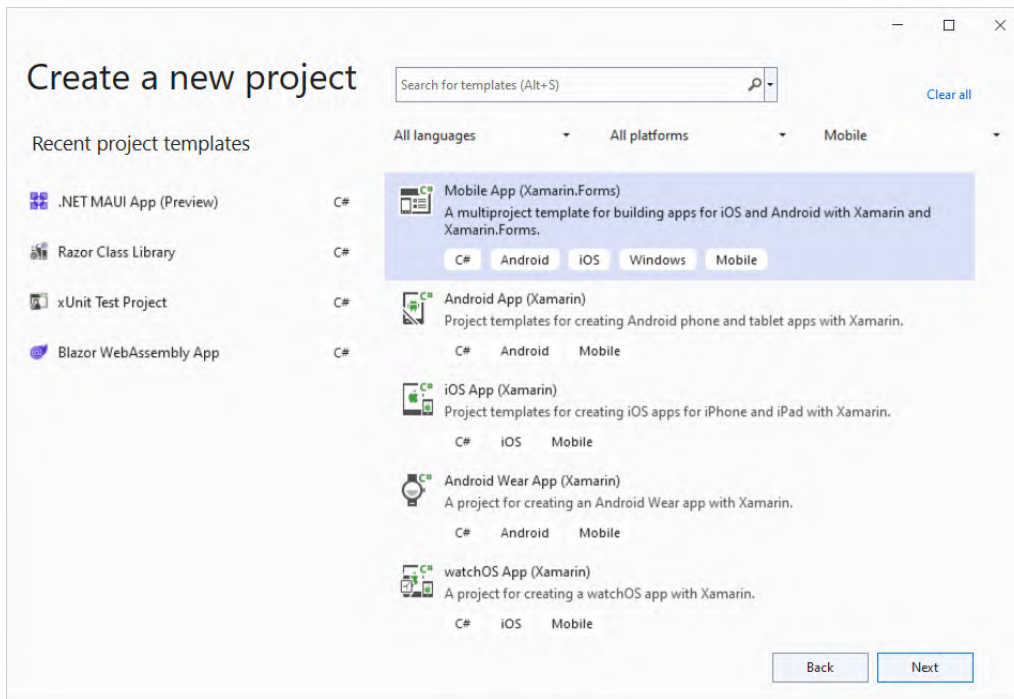 Create a new project
Search for templates (Alt+S)
Clear all
All languages
All platforms
Mobile
Recent project templates
.NET MAUI App (Preview) C#
Razor Class Library C#
xUnit Test Project C#
Blazor WebAssembly App C#
Mobile App (Xamarin.Forms)
A multiproject template for building apps for iOS and Android with Xamarin and
Xamarin.Forms.
C# Android iOS Windows Mobile
Android App (Xamarin)
Project templates for creating Android phone and tablet apps with Xamarin.
C# Android Mobile
iOS App (Xamarin)
Project templates for creating iOS apps for iPhone and iPad with Xamarin.
C# iOS Mobile
Android Wear App (Xamarin)
A project for creating an Android Wear app with Xamarin.
C# Android Mobile
watchOS App (Xamarin)
A project for creating a watchOS app with Xamarin.
C# iOS Mobile
Back Next